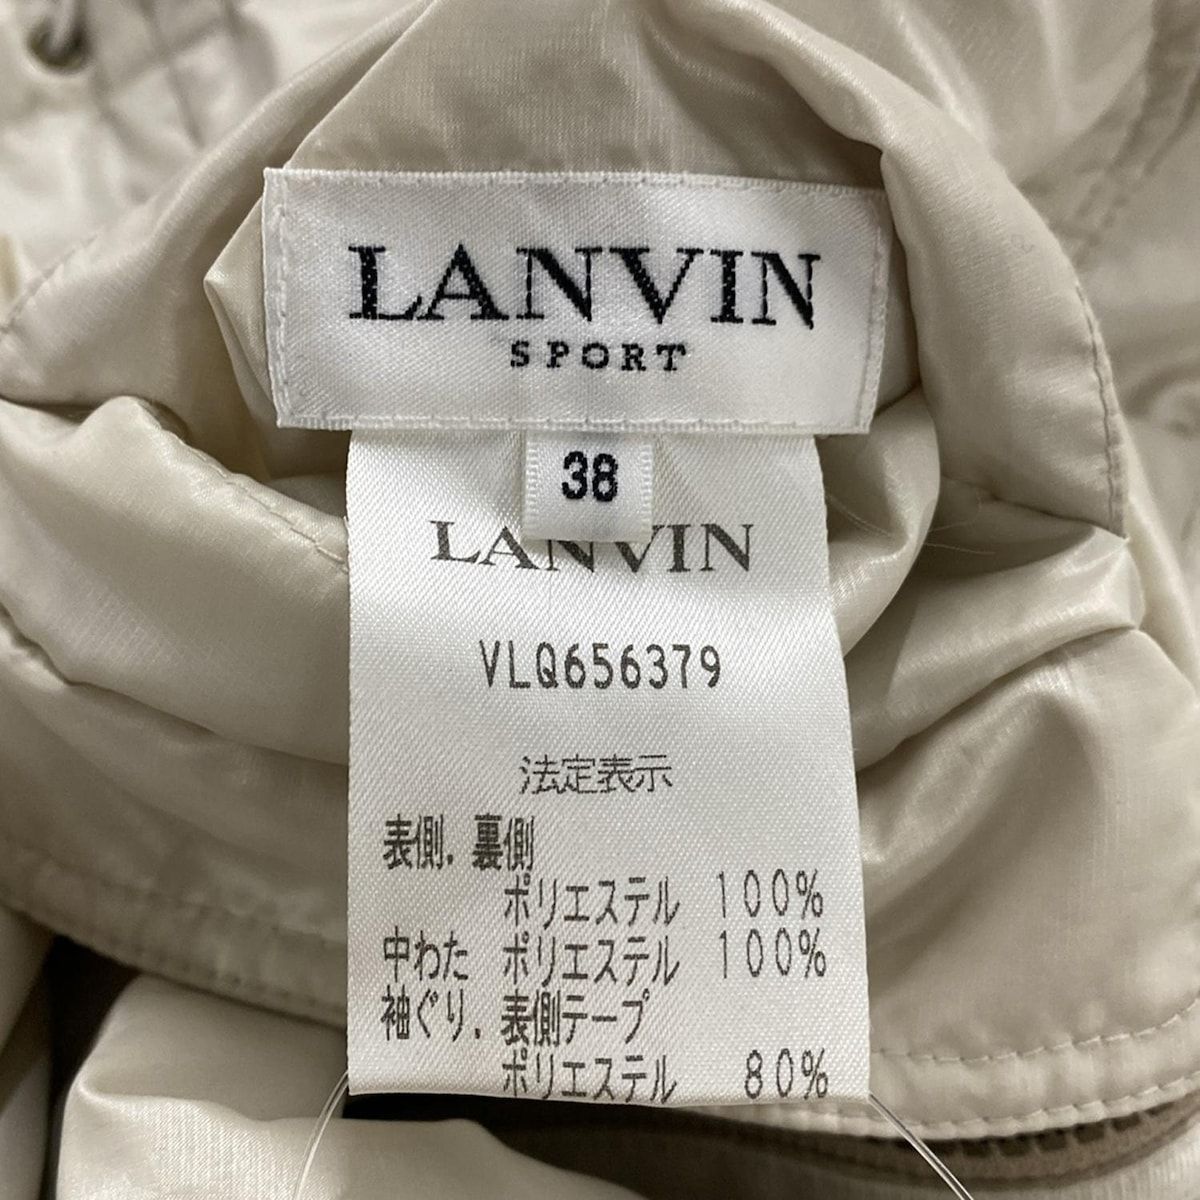 LANVIN
SPORT
38
LANVIN
VLQ656379
法定表示
表側.裏側
ポリエステル 100%
中わた ポリエステル 100%
袖ぐり.表側テープ
ポリエステル 80%